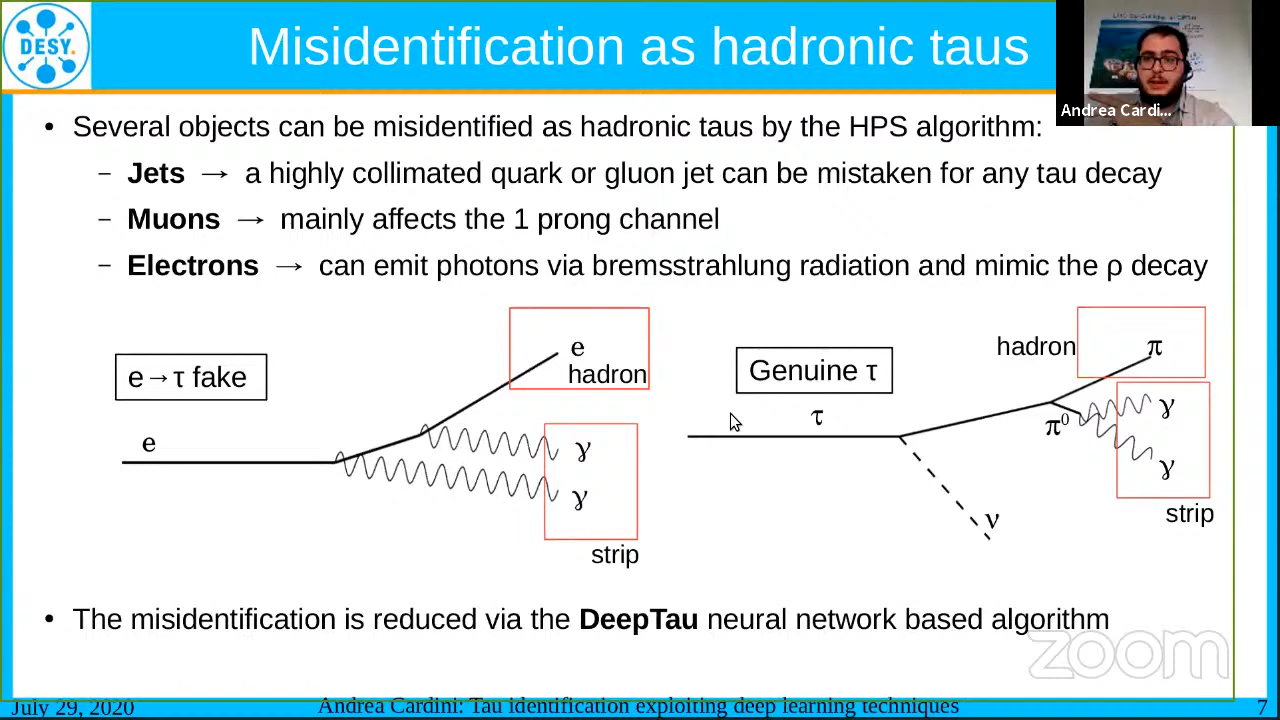 DESY.
Misidentification as hadronic taus
Andrea Cardi...
• Several objects can be misidentified as hadronic taus by the HPS algorithm:
– Jets → a highly collimated quark or gluon jet can be mistaken for any tau decay
– Muons → mainly affects the 1 prong channel
– Electrons → can emit photons via bremsstrahlung radiation and mimic the ρ decay
e→τ fake
e
e
hadron
γ
γ
strip
Genuine τ
τ
hadron
π
π⁰
γ
γ
strip
ν
• The misidentification is reduced via the DeepTau neural network based algorithm
zoom
July 29, 2020
Andrea Cardini: Tau identification exploiting deep learning techniques
7